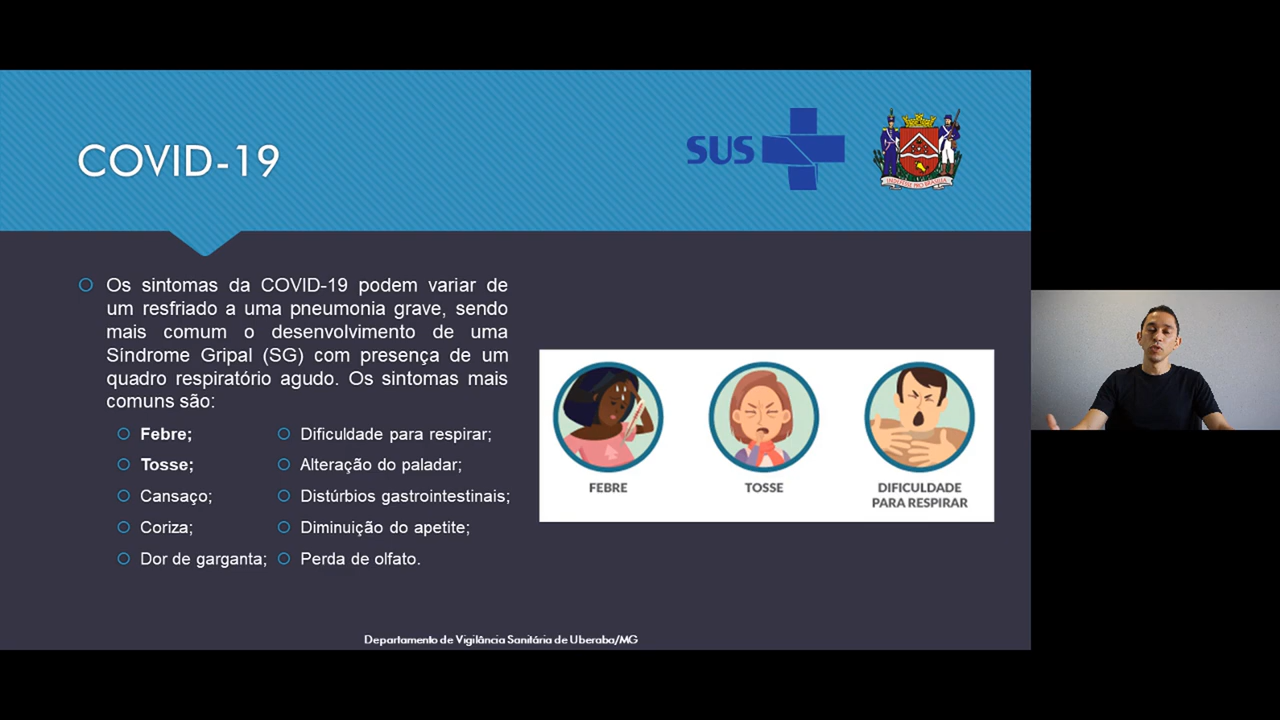 COVID-19
SUS
Os sintomas da COVID-19 podem variar de
um resfriado a uma pneumonia grave, sendo
mais comum o desenvolvimento de uma
Síndrome Gripal (SG) com presença de um
quadro respiratório agudo. Os sintomas mais
comuns são:
Febre;
Tosse;
Cansaço;
Coriza;
Dor de garganta;
Dificuldade para respirar;
Alteração do paladar;
Distúrbios gastrointestinais;
Diminuição do apetite;
Perda de olfato.
FEBRE
TOSSE
DIFICULDADE
PARA RESPIRAR
Departamento de Vigilância Sanitária de Uberaba/MG